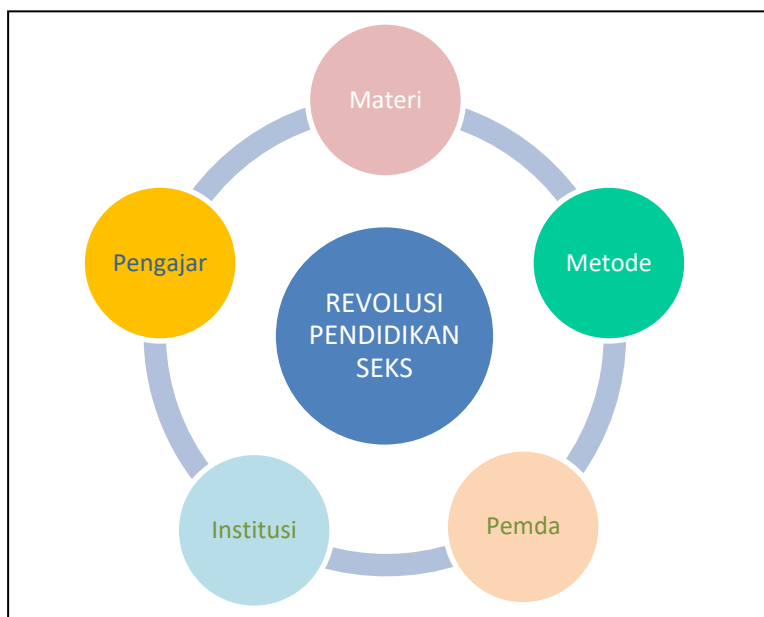 Materi
Pengajar
Metode
REVOLUSI
PENDIDIKAN
SEKS
Institusi
Pemda